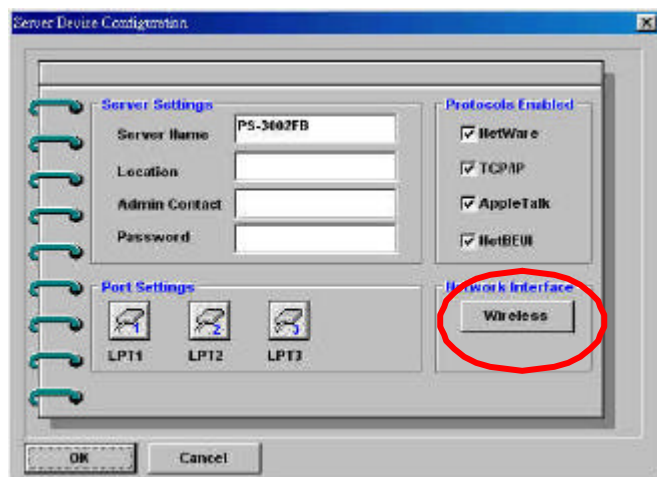 Server Device Configuration
Server Settings
Server Name
PS-3002FB
Location
Admin Contact
Password
Protocols Enabled
NetWare
TCP/IP
AppleTalk
NetBEUI
Port Settings
1
2
3
LPT1
LPT2
LPT3
Network Interface
Wireless
OK
Cancel